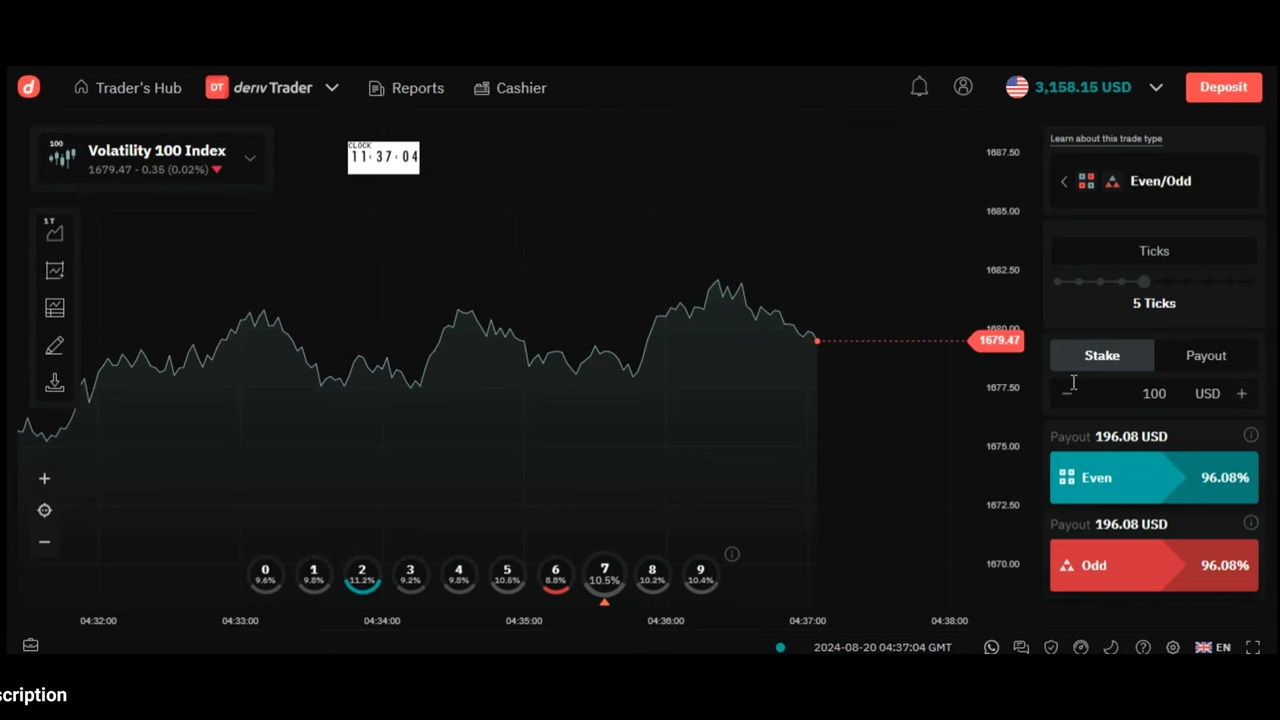 Trader's Hub
DT
deriv Trader
Reports
Cashier
3,158.15 USD
Deposit
100
Volatility 100 Index
1679.47 - 0.35 (0.02%)
CLOCK
11:37:04
Learn about this trade type
Even/Odd
Ticks
5 Ticks
Stake
Payout
100
USD
Payout 196.08 USD
Even
96.08%
Payout 196.08 USD
Odd
96.08%
1T
1687.50
1685.00
1682.50
1680.00
1679.47
1677.50
1675.00
1672.50
1670.00
0
9.6%
1
9.8%
2
11.2%
3
9.2%
4
9.8%
5
10.5%
6
8.8%
7
10.5%
8
10.2%
9
10.4%
04:32:00
04:33:00
04:34:00
04:35:00
04:36:00
04:37:00
04:38:00
2024-08-20 04:37:04 GMT
EN
scription